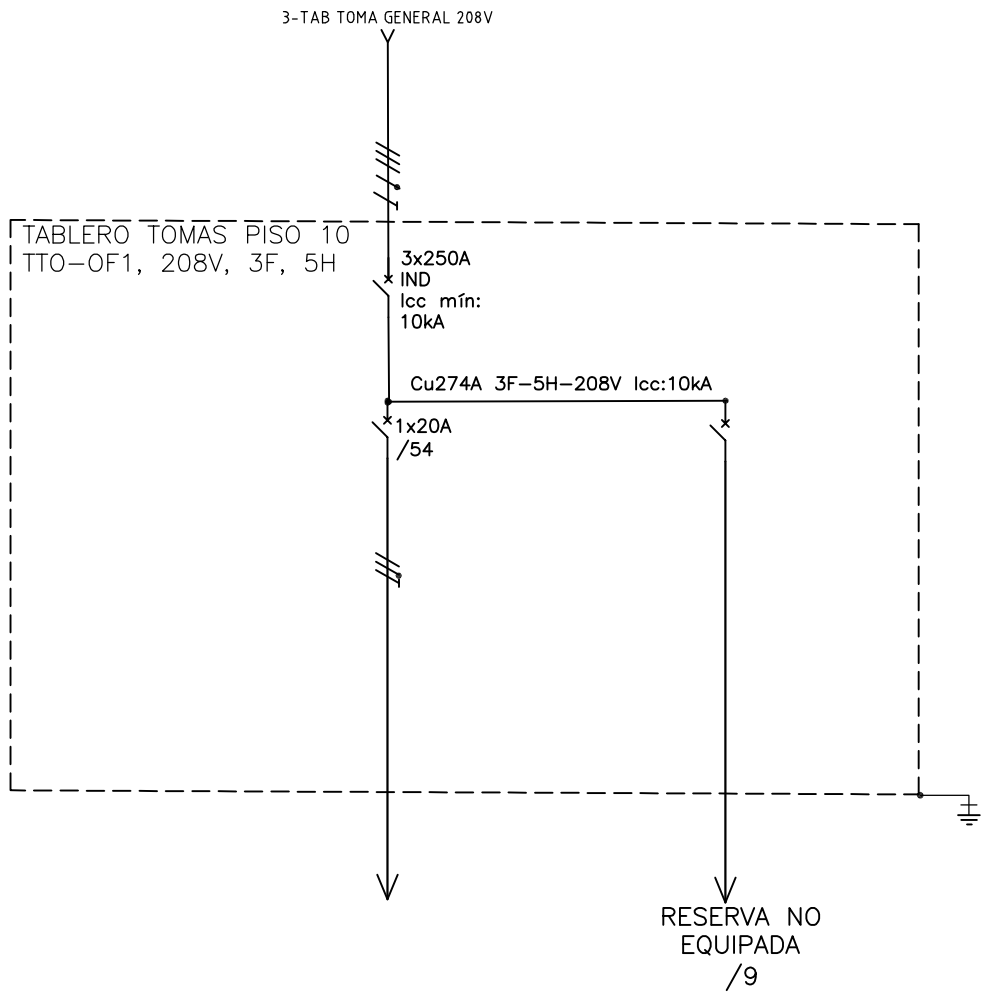 3-TAB TOMA GENERAL 208V
TABLERO TOMAS PISO 10
TTO-OF1, 208V, 3F, 5H
3x250A
IND
Icc mín:
10kA
Cu274A 3F-5H-208V Icc:10kA
1x20A
/54
RESERVA NO
EQUIPADA
/9